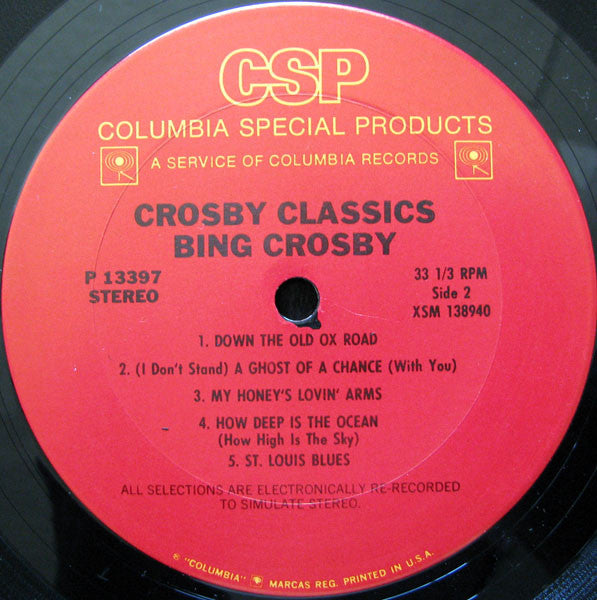 CSP
COLUMBIA SPECIAL PRODUCTS
A SERVICE OF COLUMBIA RECORDS
CROSBY CLASSICS
BING CROSBY
P 13397
STEREO
33 1/3 RPM
Side 2
XSM 138940
1. DOWN THE OLD OX ROAD
2. (I Don't Stand) A GHOST OF A CHANCE (With You)
3. MY HONEY'S LOVIN' ARMS
4. HOW DEEP IS THE OCEAN
(How High Is The Sky)
5. ST. LOUIS BLUES
ALL SELECTIONS ARE ELECTRONICALLY RE-RECORDED
TO SIMULATE STEREO.
® "COLUMBIA" MARCAS REG. PRINTED IN U.S.A.